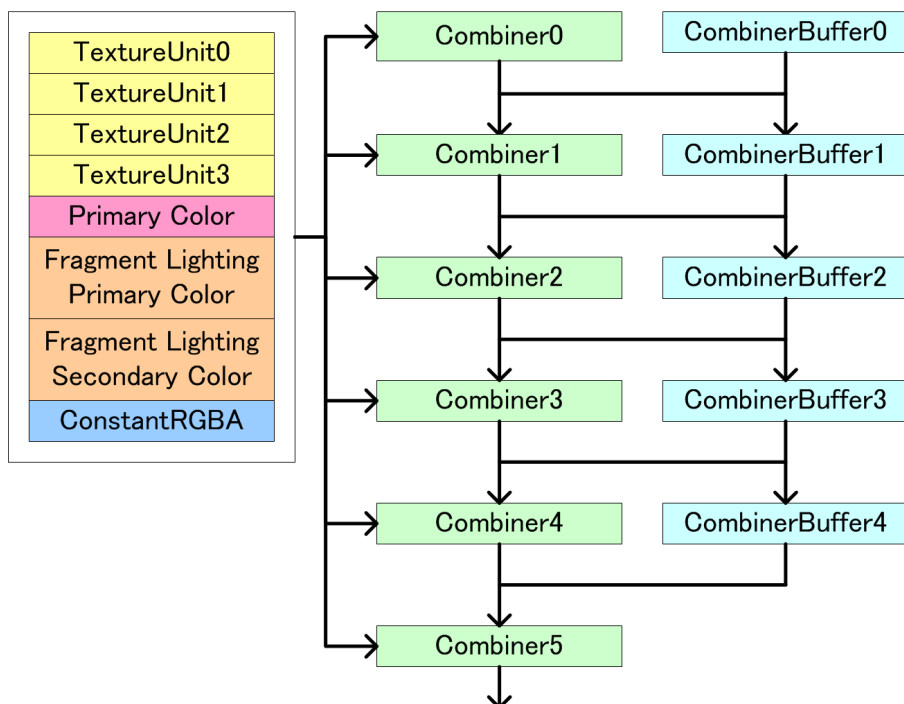 TextureUnit0
TextureUnit1
TextureUnit2
TextureUnit3
Primary Color
Fragment Lighting
Primary Color
Fragment Lighting
Secondary Color
ConstantRGBA
Combiner0
CombinerBuffer0
Combiner1
CombinerBuffer1
Combiner2
CombinerBuffer2
Combiner3
CombinerBuffer3
Combiner4
CombinerBuffer4
Combiner5